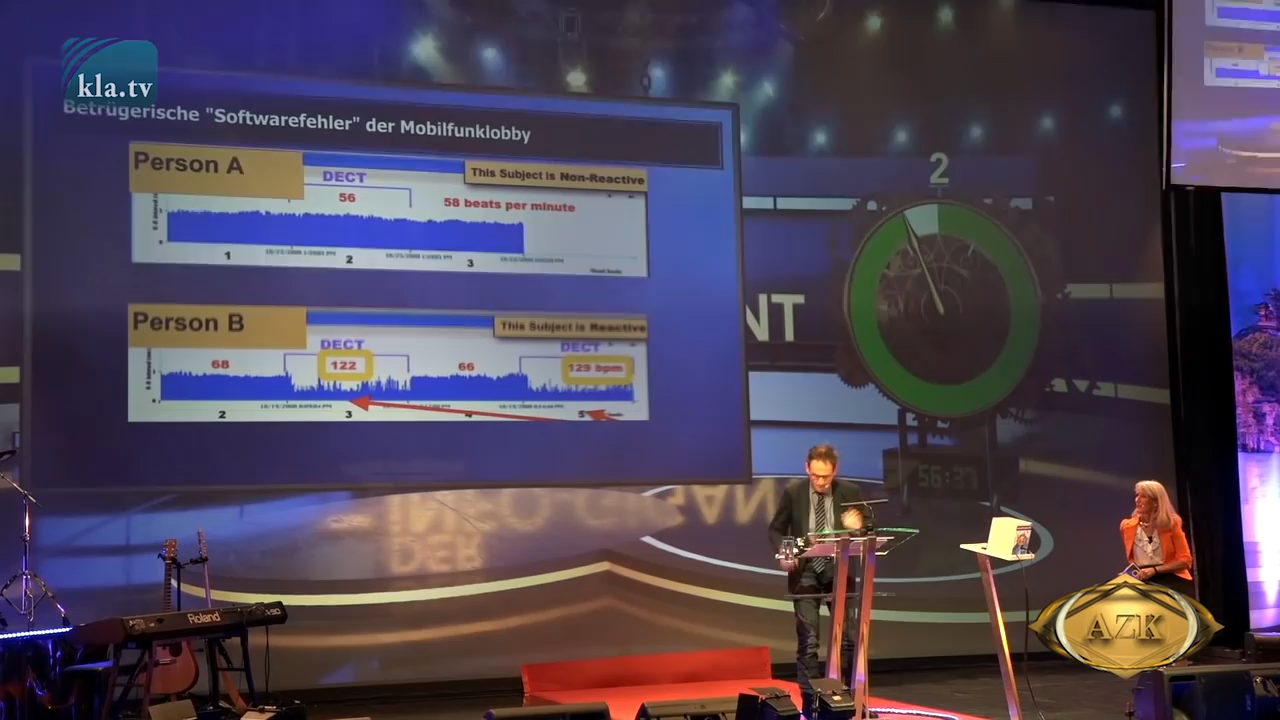 kla.tv
Betrügerische "Softwarefehler" der Mobilfunklobby
Person A
DECT
This Subject is Non-Reactive
56
58 beats per minute
1
2
3
Person B
This Subject is Reactive
DECT
DECT
68
122
66
129 bpm
2
3
4
5
2
NT
56:37
DER
Roland
AZK